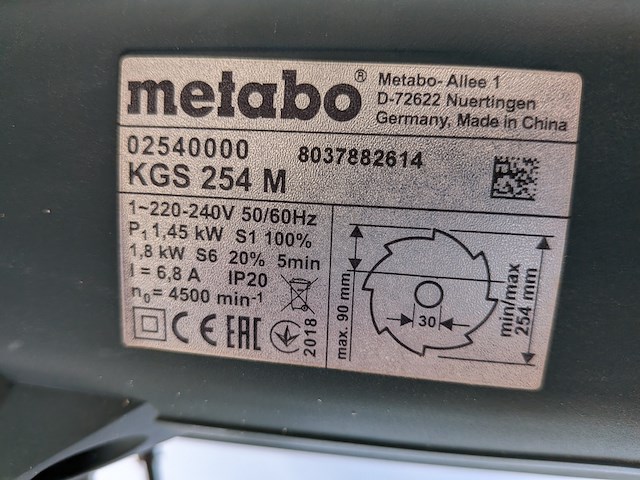 metabo®
Metabo- Allee 1
D-72622 Nuertingen
Germany, Made in China
02540000
8037882614
KGS 254 M
1~220-240V 50/60Hz
P₁ 1,45 kW S1 100%
1,8 kW S6 20% 5min
I = 6,8 A IP20
n₀= 4500 min⁻¹
CE EAC 2018
max. 90 mm
30
min/max
254 mm